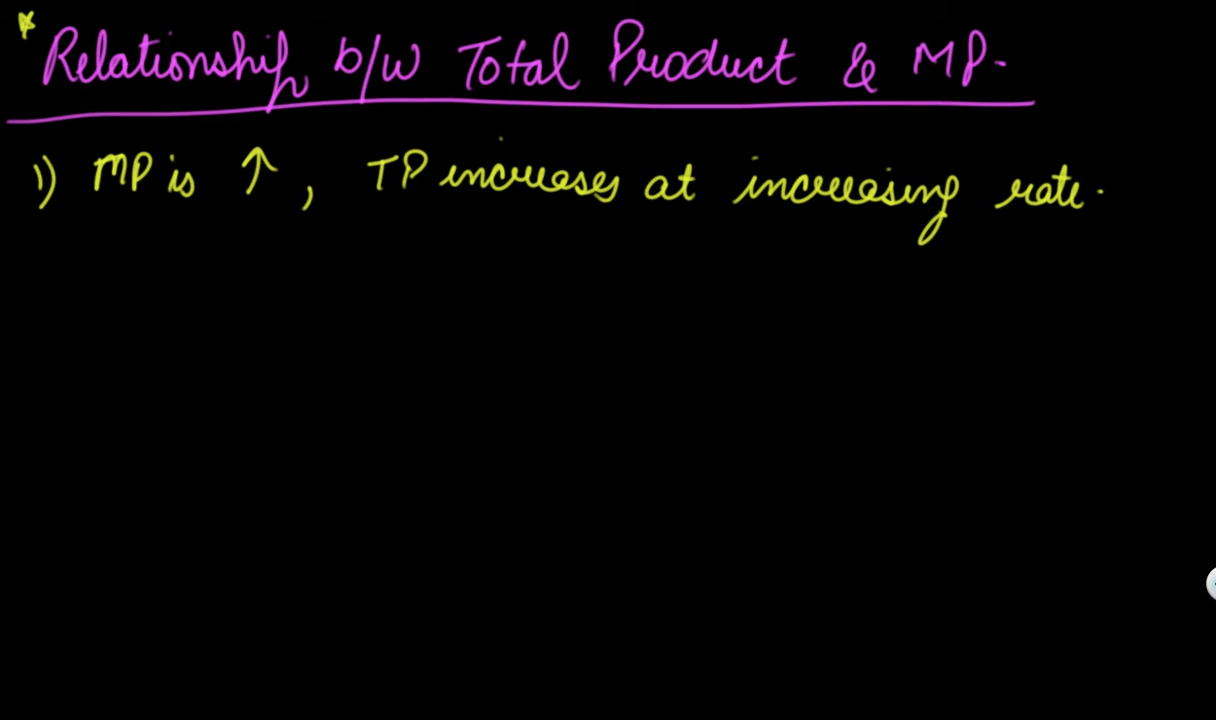 * Relationship b/w Total Product & MP.
1) MP is ↑, TP increases at increasing rate.